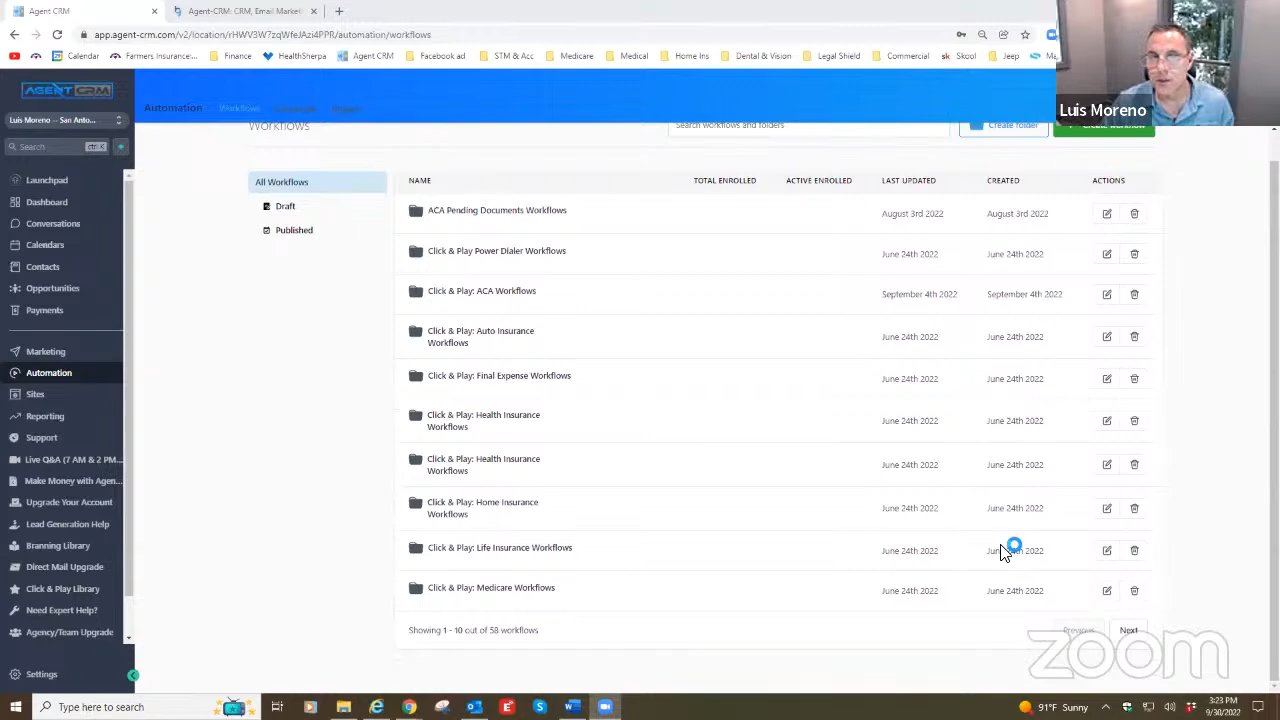 Agent CRM
Agent-CRM: CRM, Email Market
app.agent-crm.com/v2/location/rHWV3W7zqWfeJAzi4PPR/automation/workflows
Calendar
Farmers Insurance:...
Finance
HealthSherpa
Agent CRM
Facebook ad
STM & Acc
Medicare
Medical
Home Ins
Dental & Vision
Legal Shield
Commercial
sk Skool
Jeep
Luis Moreno
AGENT CRM
Automation
Workflows
Luis Moreno — San Anto...
Search
Ctrl K
Launchpad
Dashboard
Conversations
Calendars
Contacts
Opportunities
Payments
Marketing
Automation
Sites
Reporting
Support
Live Q&A (7 AM & 2 PM...
Make Money with Agen...
Upgrade Your Account
Lead Generation Help
Branning Library
Direct Mail Upgrade
Click & Play Library
Need Expert Help?
Agency/Team Upgrade
Settings
Workflows
Search workflows and folders
Create folder
Create workflow
All Workflows
Draft
Published
NAME TOTAL ENROLLED ACTIVE ENROLLED LAST UPDATED CREATED ACTIONS
ACA Pending Documents Workflows August 3rd 2022 August 3rd 2022
Click & Play Power Dialer Workflows June 24th 2022 June 24th 2022
Click & Play: ACA Workflows September 4th 2022 September 4th 2022
Click & Play: Auto Insurance
Workflows June 24th 2022 June 24th 2022
Click & Play: Final Expense Workflows June 24th 2022 June 24th 2022
Click & Play: Health Insurance
Workflows June 24th 2022 June 24th 2022
Click & Play: Health Insurance
Workflows June 24th 2022 June 24th 2022
Click & Play: Home Insurance
Workflows June 24th 2022 June 24th 2022
Click & Play: Life Insurance Workflows June 24th 2022 2022
Click & Play: Medicare Workflows June 24th 2022 June 24th 2022
Showing 1 - 10 out of 58 workflows
Previous
Next
zoom
Type here to search
91°F Sunny
3:23 PM
9/30/2022